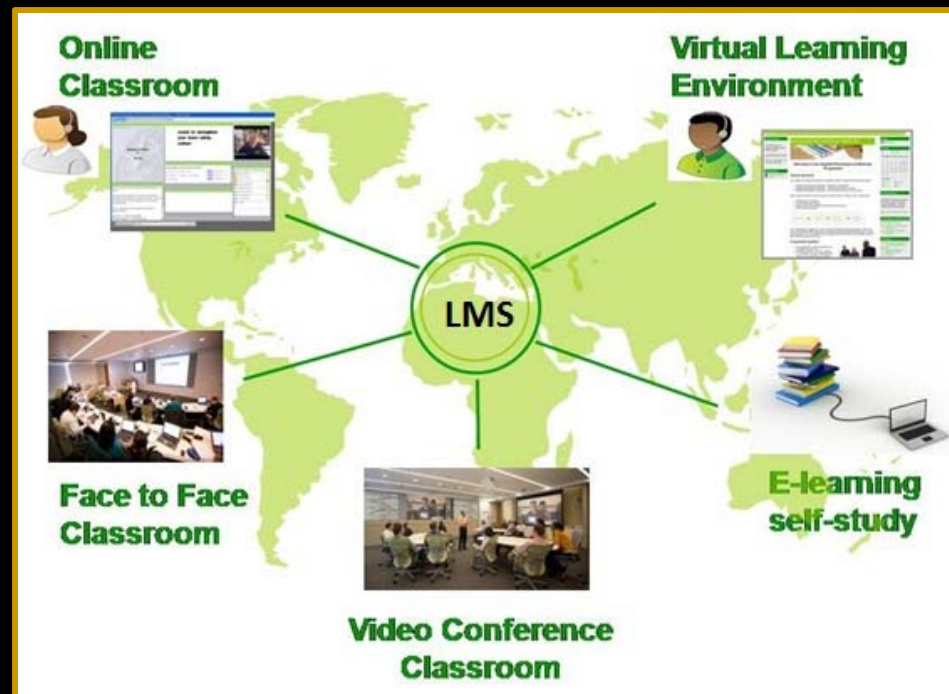 Online
Classroom
Virtual Learning
Environment
LMS
Face to Face
Classroom
E-learning
self-study
Video Conference
Classroom